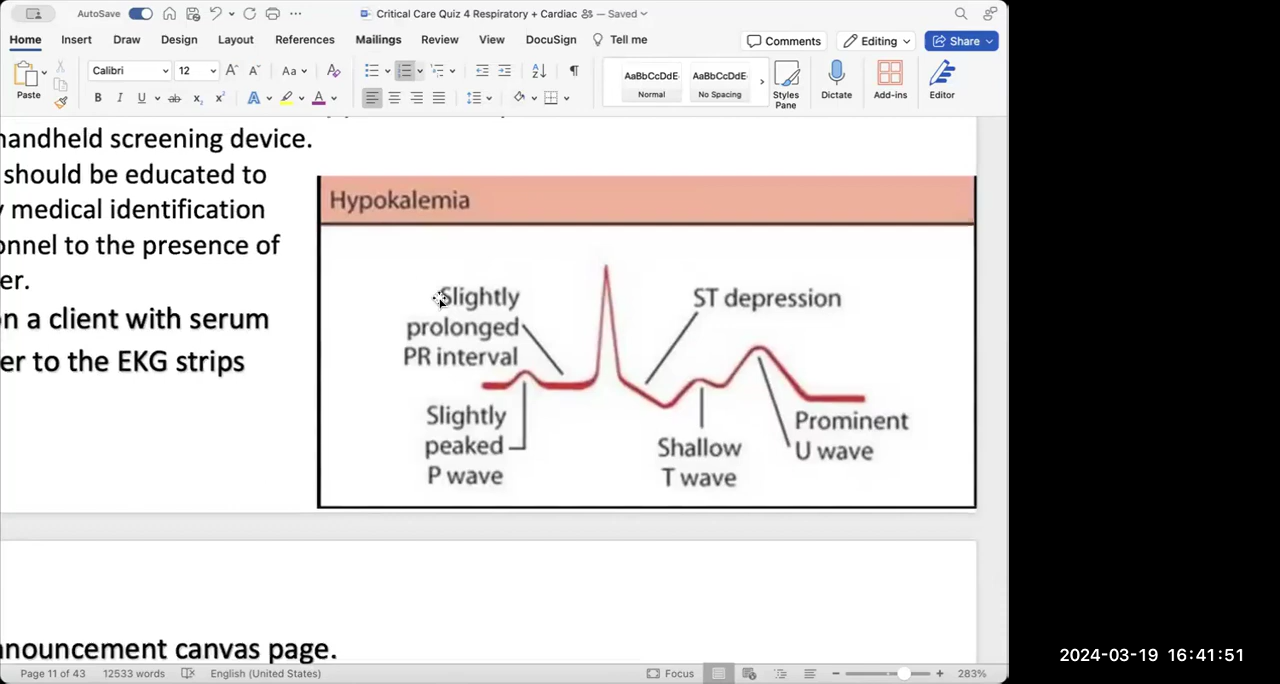 AutoSave
Critical Care Quiz 4 Respiratory + Cardiac — Saved
Home Insert Draw Design Layout References Mailings Review View DocuSign Tell me
Comments Editing Share
Paste
Calibri 12
Aa
AaBbCcDdE AaBbCcDdE
Normal No Spacing
Styles Pane
Dictate
Add-ins
Editor
handheld screening device.
should be educated to
medical identification
onnel to the presence of
er.
on a client with serum
er to the EKG strips
Hypokalemia
Slightly
prolonged
PR interval
ST depression
Slightly
peaked
P wave
Shallow
T wave
Prominent
U wave
nnouncement canvas page.
Page 11 of 43 12533 words English (United States) Focus 283%
2024-03-19 16:41:51